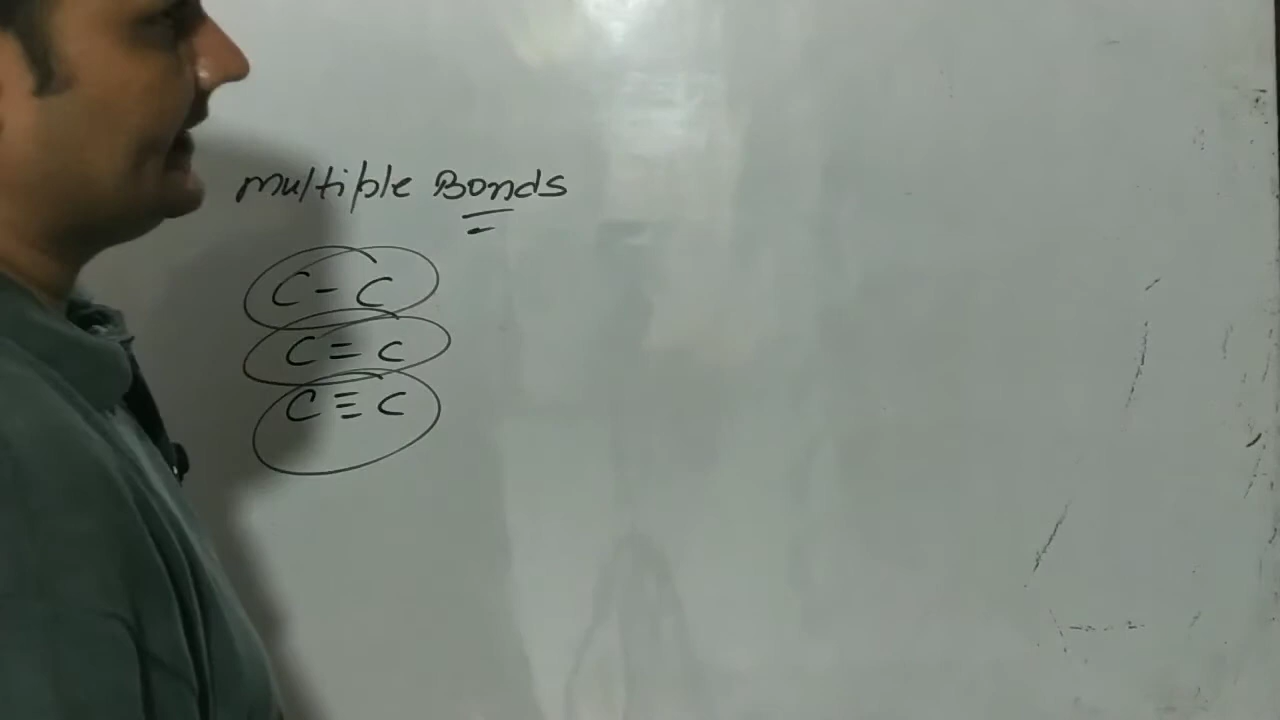 multiple Bonds
C - C
C = C
C ≡ C